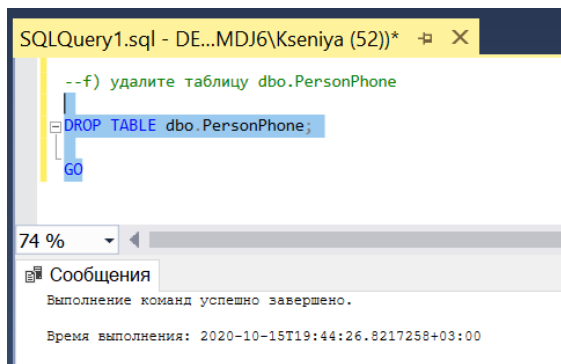 SQLQuery1.sql - DE...MDJ6\Kseniya (52))*
--f) удалите таблицу dbo.PersonPhone
DROP TABLE dbo.PersonPhone;
GO
74 %
Сообщения
Выполнение команд успешно завершено.
Время выполнения: 2020-10-15T19:44:26.8217258+03:00